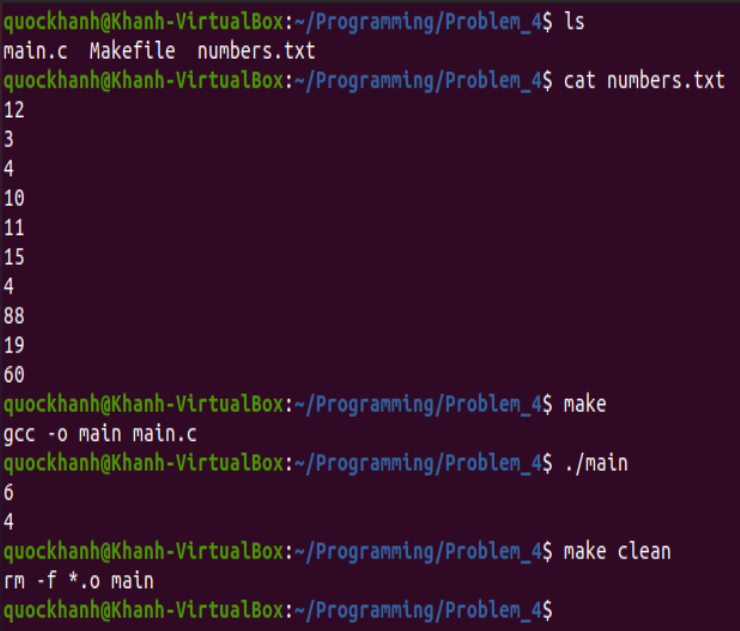 quockhanh@Khanh-VirtualBox:~/Programming/Problem_4$ ls
main.c  Makefile  numbers.txt
quockhanh@Khanh-VirtualBox:~/Programming/Problem_4$ cat numbers.txt
12
3
4
10
11
15
4
88
19
60
quockhanh@Khanh-VirtualBox:~/Programming/Problem_4$ make
gcc -o main main.c
quockhanh@Khanh-VirtualBox:~/Programming/Problem_4$ ./main
6
4
quockhanh@Khanh-VirtualBox:~/Programming/Problem_4$ make clean
rm -f *.o main
quockhanh@Khanh-VirtualBox:~/Programming/Problem_4$